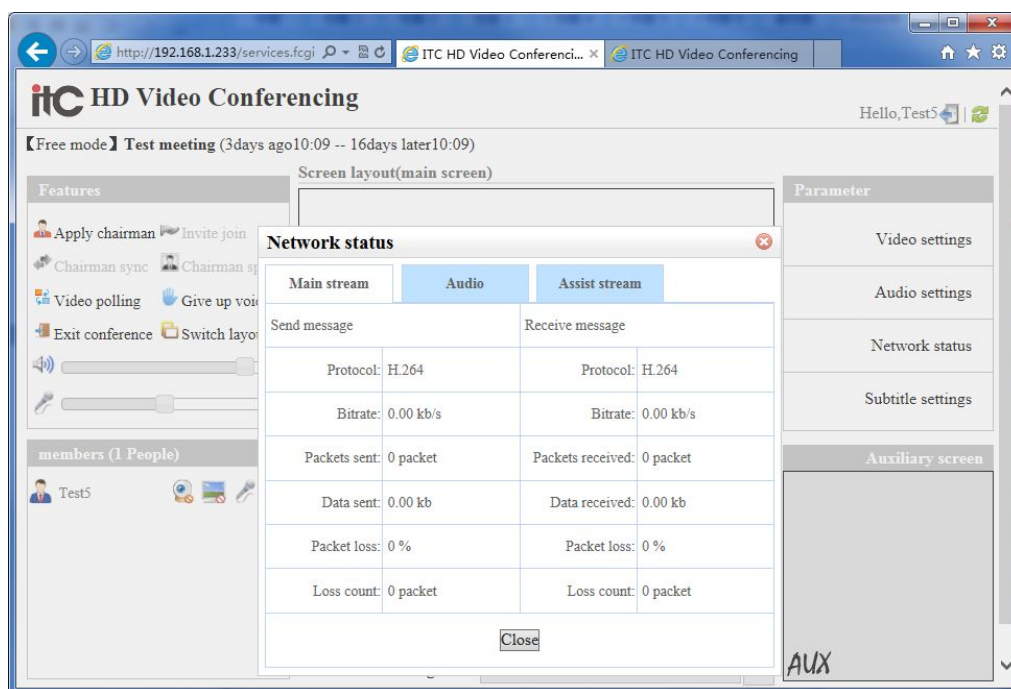 http://192.168.1.233/services.fcgi
ITC HD Video Conferenci...
ITC HD Video Conferencing
itC HD Video Conferencing
Hello,Test5
【Free mode】Test meeting (3days ago10:09 -- 16days later10:09)
Screen layout(main screen)
Features
Apply chairman
Invite join
Chairman sync
Chairman sp
Video polling
Give up voi
Exit conference
Switch layo
members (1 People)
Test5
Network status
Main stream
Audio
Assist stream
Send message
Receive message
Protocol: H.264
Protocol: H.264
Bitrate: 0.00 kb/s
Bitrate: 0.00 kb/s
Packets sent: 0 packet
Packets received: 0 packet
Data sent: 0.00 kb
Data received: 0.00 kb
Packet loss: 0 %
Packet loss: 0 %
Loss count: 0 packet
Loss count: 0 packet
Close
Parameter
Video settings
Audio settings
Network status
Subtitle settings
Auxiliary screen
AUX